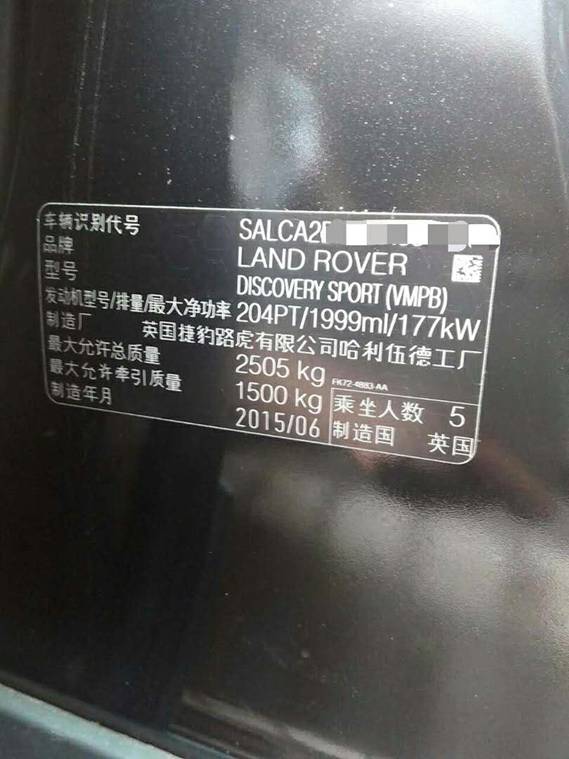 车辆识别代号 SALCA2
品牌 LAND ROVER
型号 DISCOVERY SPORT (VMPB)
发动机型号/排量/最大净功率 204PT/1999ml/177kW
制造厂 英国捷豹路虎有限公司哈利伍德工厂
最大允许总质量 2505 kg
FK72-4883-AA
最大允许牵引质量 1500 kg
乘坐人数 5
制造年月 2015/06
制造国 英国